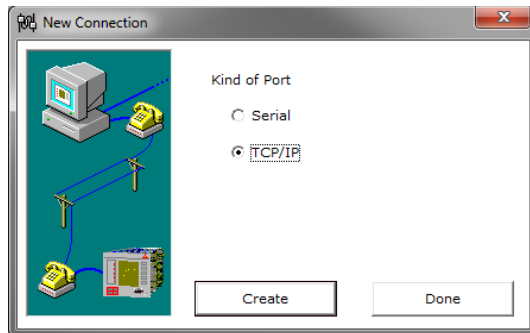 New Connection
Kind of Port
Serial
TCP/IP
Create
Done